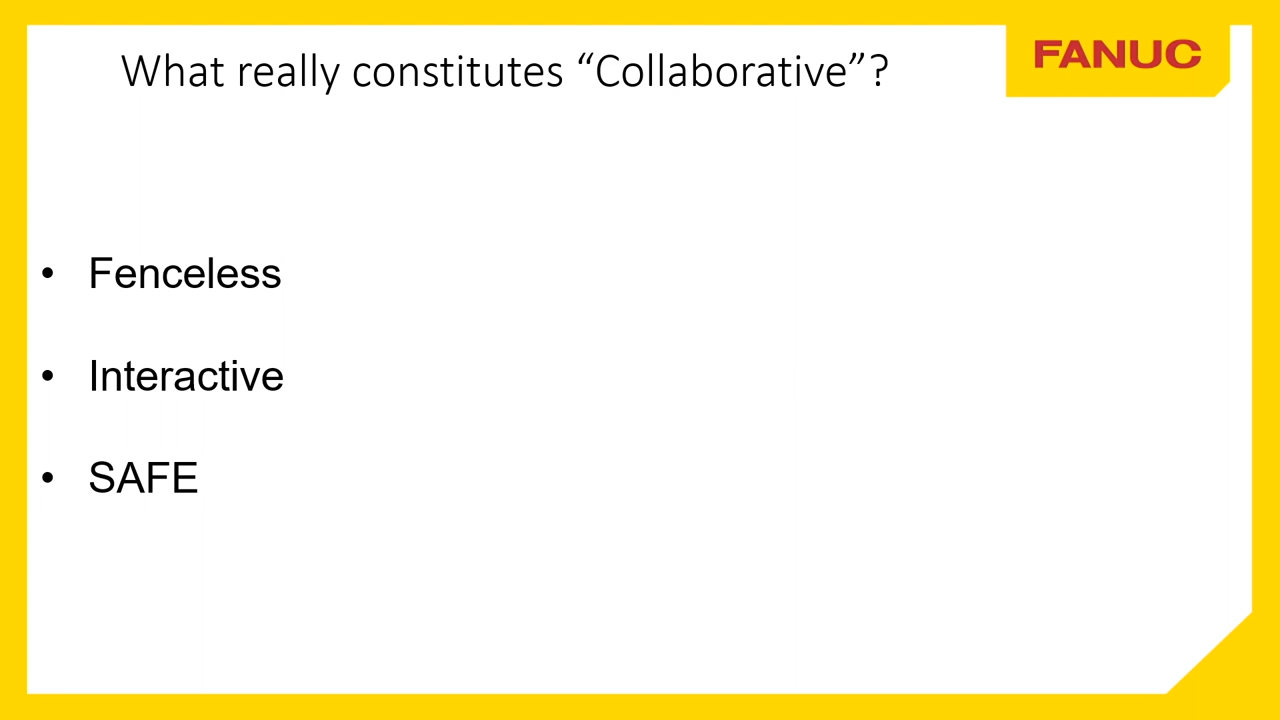 What really constitutes “Collaborative”?
FANUC
• Fenceless
• Interactive
• SAFE